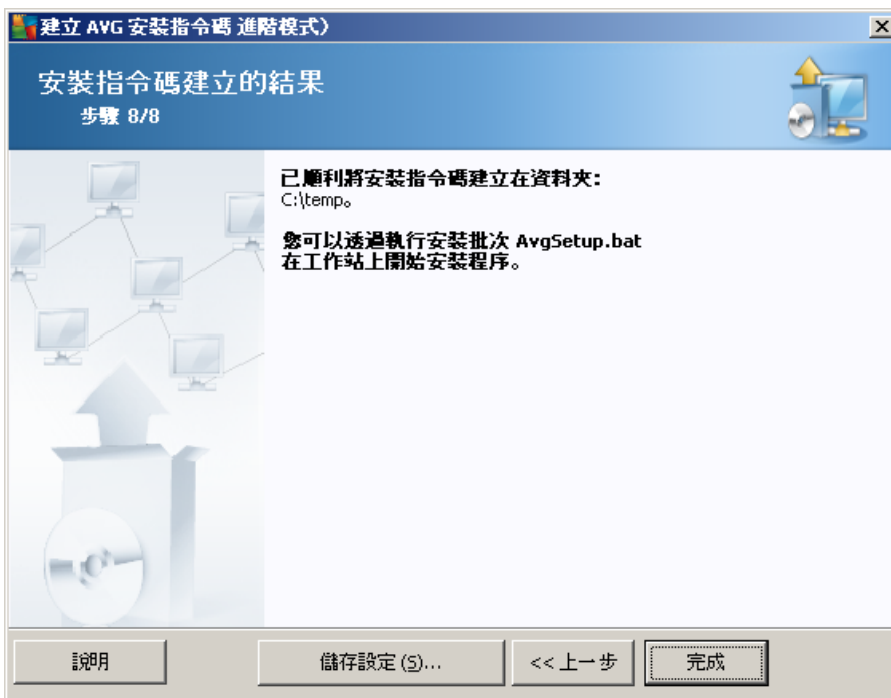 建立 AVG 安裝指令碼 進階模式)
安裝指令碼建立的結果
步驟 8/8
已順利將安裝指令碼建立在資料夾:
C:\temp。
您可以透過執行安裝批次 AvgSetup.bat
在工作站上開始安裝程序。
說明
儲存設定(S)...
<< 上一步
完成